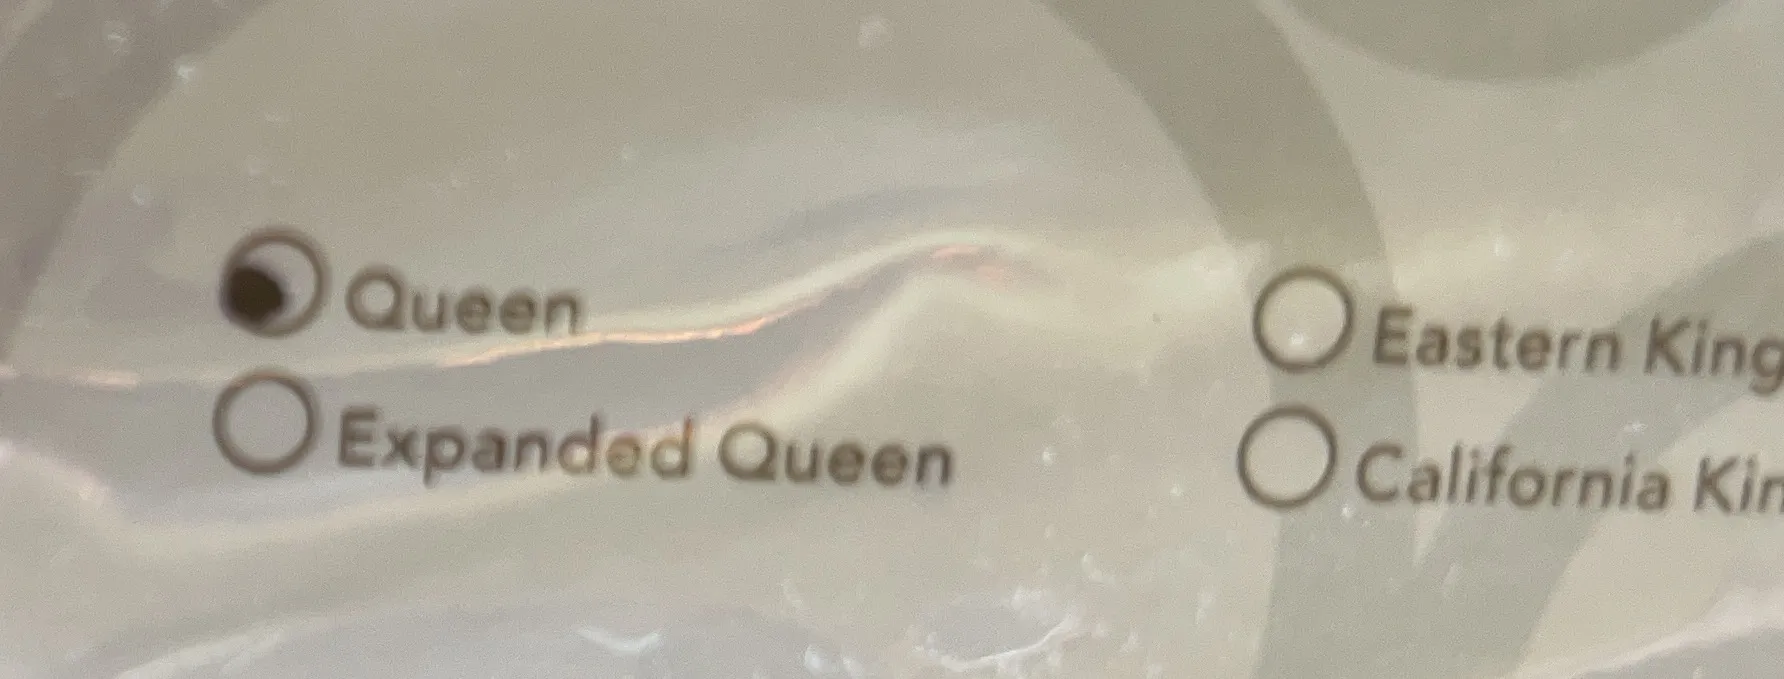 Queen
Expanded Queen
Eastern King
California Kin